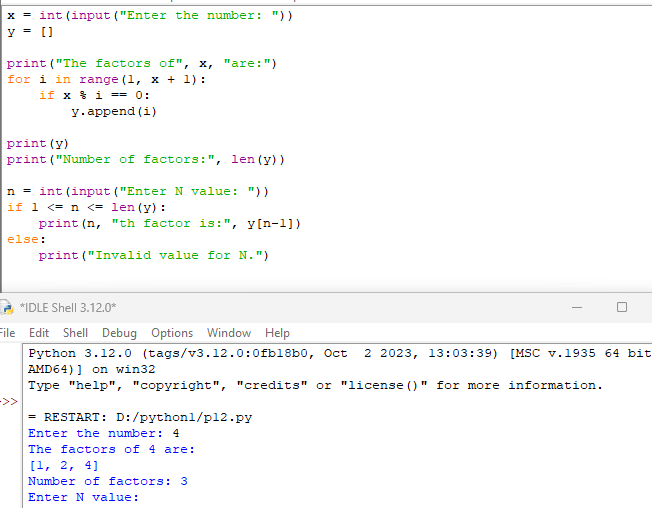 x = int(input("Enter the number: "))
y = []
print("The factors of", x, "are:")
for i in range(1, x + 1):
    if x % i == 0:
        y.append(i)
print(y)
print("Number of factors:", len(y))
n = int(input("Enter N value: "))
if 1 <= n <= len(y):
    print(n, "th factor is:", y[n-1])
else:
    print("Invalid value for N.")
*IDLE Shell 3.12.0*
File Edit Shell Debug Options Window Help
Python 3.12.0 (tags/v3.12.0:0fb18b0, Oct  2 2023, 13:03:39) [MSC v.1935 64 bit
AMD64)] on win32
Type "help", "copyright", "credits" or "license()" for more information.
>>>
= RESTART: D:/python1/p12.py
Enter the number: 4
The factors of 4 are:
[1, 2, 4]
Number of factors: 3
Enter N value: